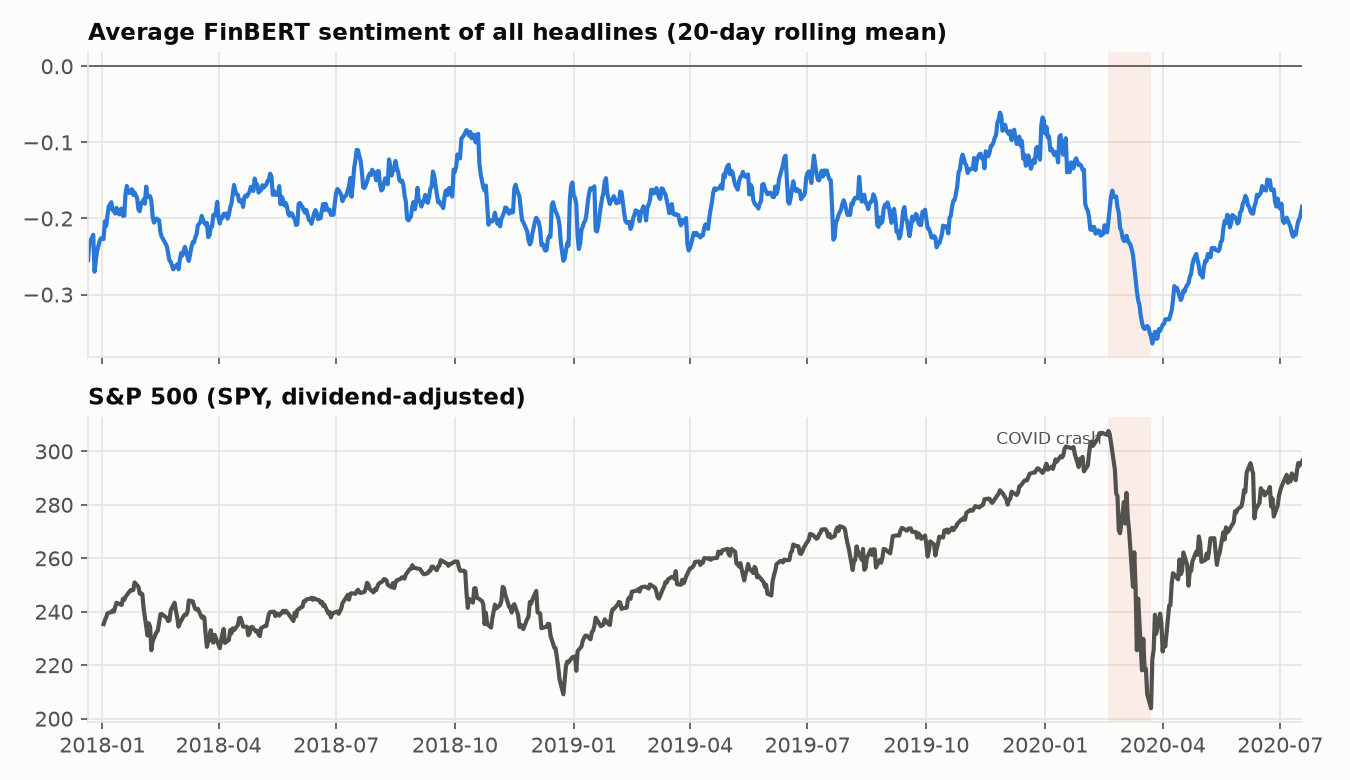 Average FinBERT sentiment of all headlines (20-day rolling mean)
0.0
−0.1
−0.2
−0.3
S&P 500 (SPY, dividend-adjusted)
COVID crash
300
280
260
240
220
200
2018-01 2018-04 2018-07 2018-10 2019-01 2019-04 2019-07 2019-10 2020-01 2020-04 2020-07